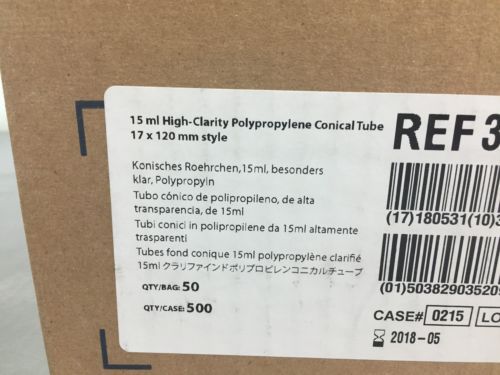 15 ml High-Clarity Polypropylene Conical Tube
17 x 120 mm style
REF 3
Konisches Roehrchen,15ml, besonders
klar, Polypropyin
Tubo cónico de polipropileno, de alta
transparencia, de 15ml
Tubi conici in polipropilene da 15ml altamente
trasparenti
Tubes fond conique 15ml polypropylène clarifié
15ml クラリファインドポリプロピレンコニカルチューブ
QTY/BAG: 50
QTY/CASE: 500
(17)180531(10)3
(01)50382903520
CASE# 0215 LO
2018-05